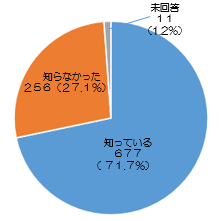 未回答
１１
（1.2%）
知らなかった
２５６（27.1%）
知っている
６７７
（ 71.7%）